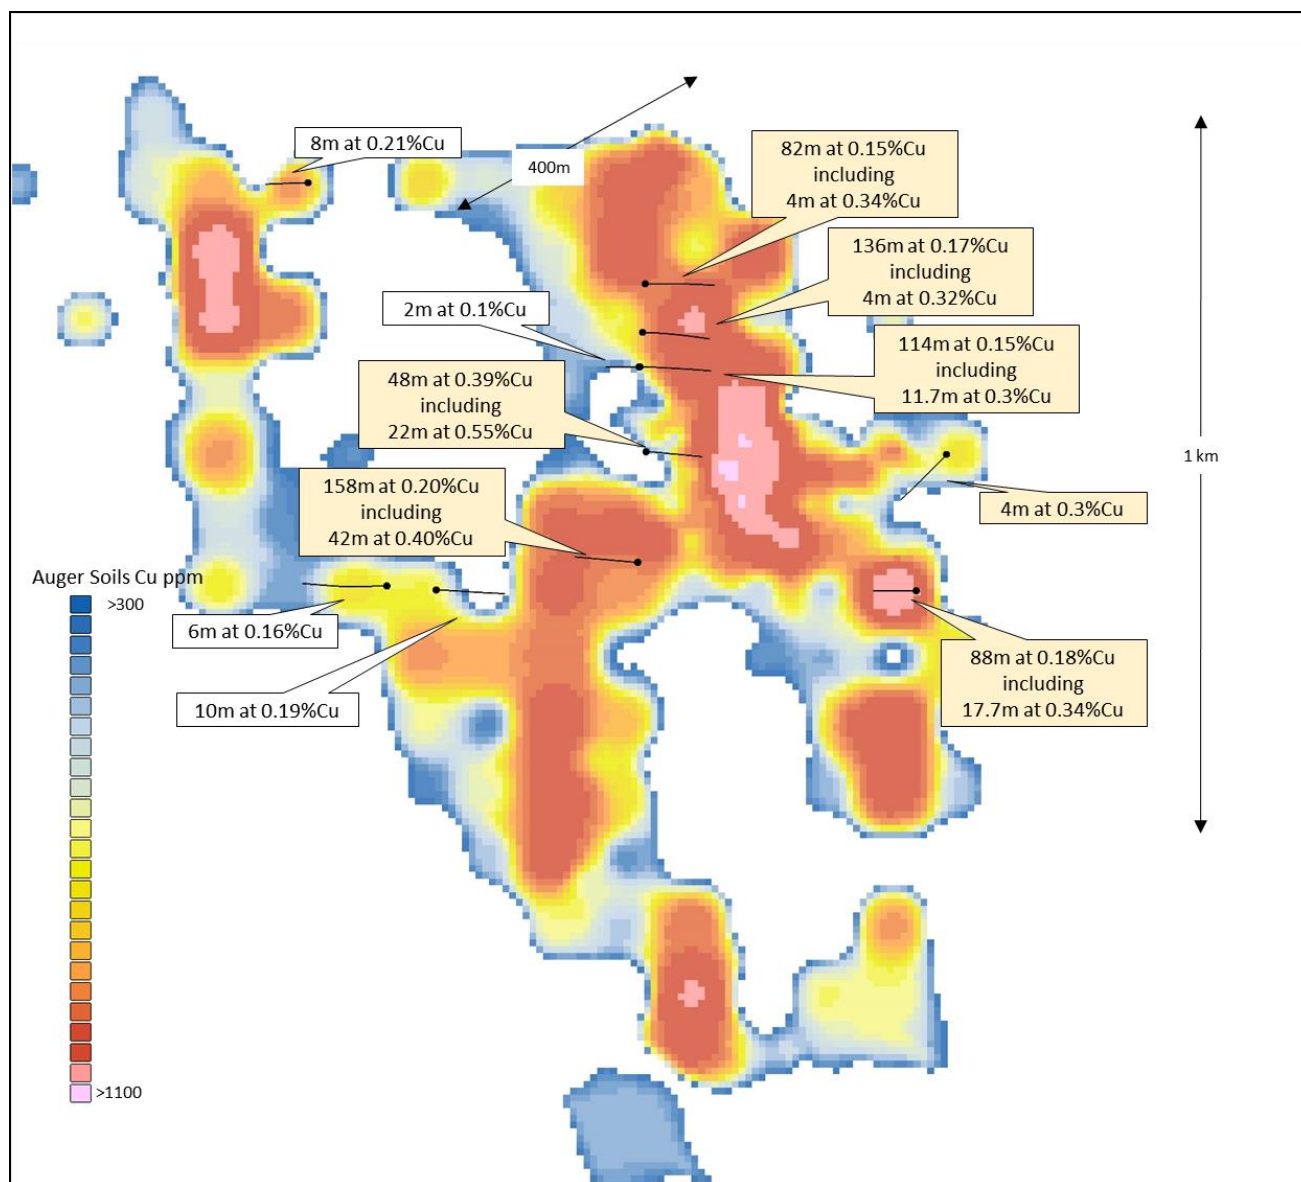 8m at 0.21%Cu
400m
82m at 0.15%Cu
including
4m at 0.34%Cu
136m at 0.17%Cu
including
4m at 0.32%Cu
2m at 0.1%Cu
114m at 0.15%Cu
including
11.7m at 0.3%Cu
48m at 0.39%Cu
including
22m at 0.55%Cu
1 km
158m at 0.20%Cu
including
42m at 0.40%Cu
4m at 0.3%Cu
Auger Soils Cu ppm
>300
6m at 0.16%Cu
88m at 0.18%Cu
including
17.7m at 0.34%Cu
10m at 0.19%Cu
>1100